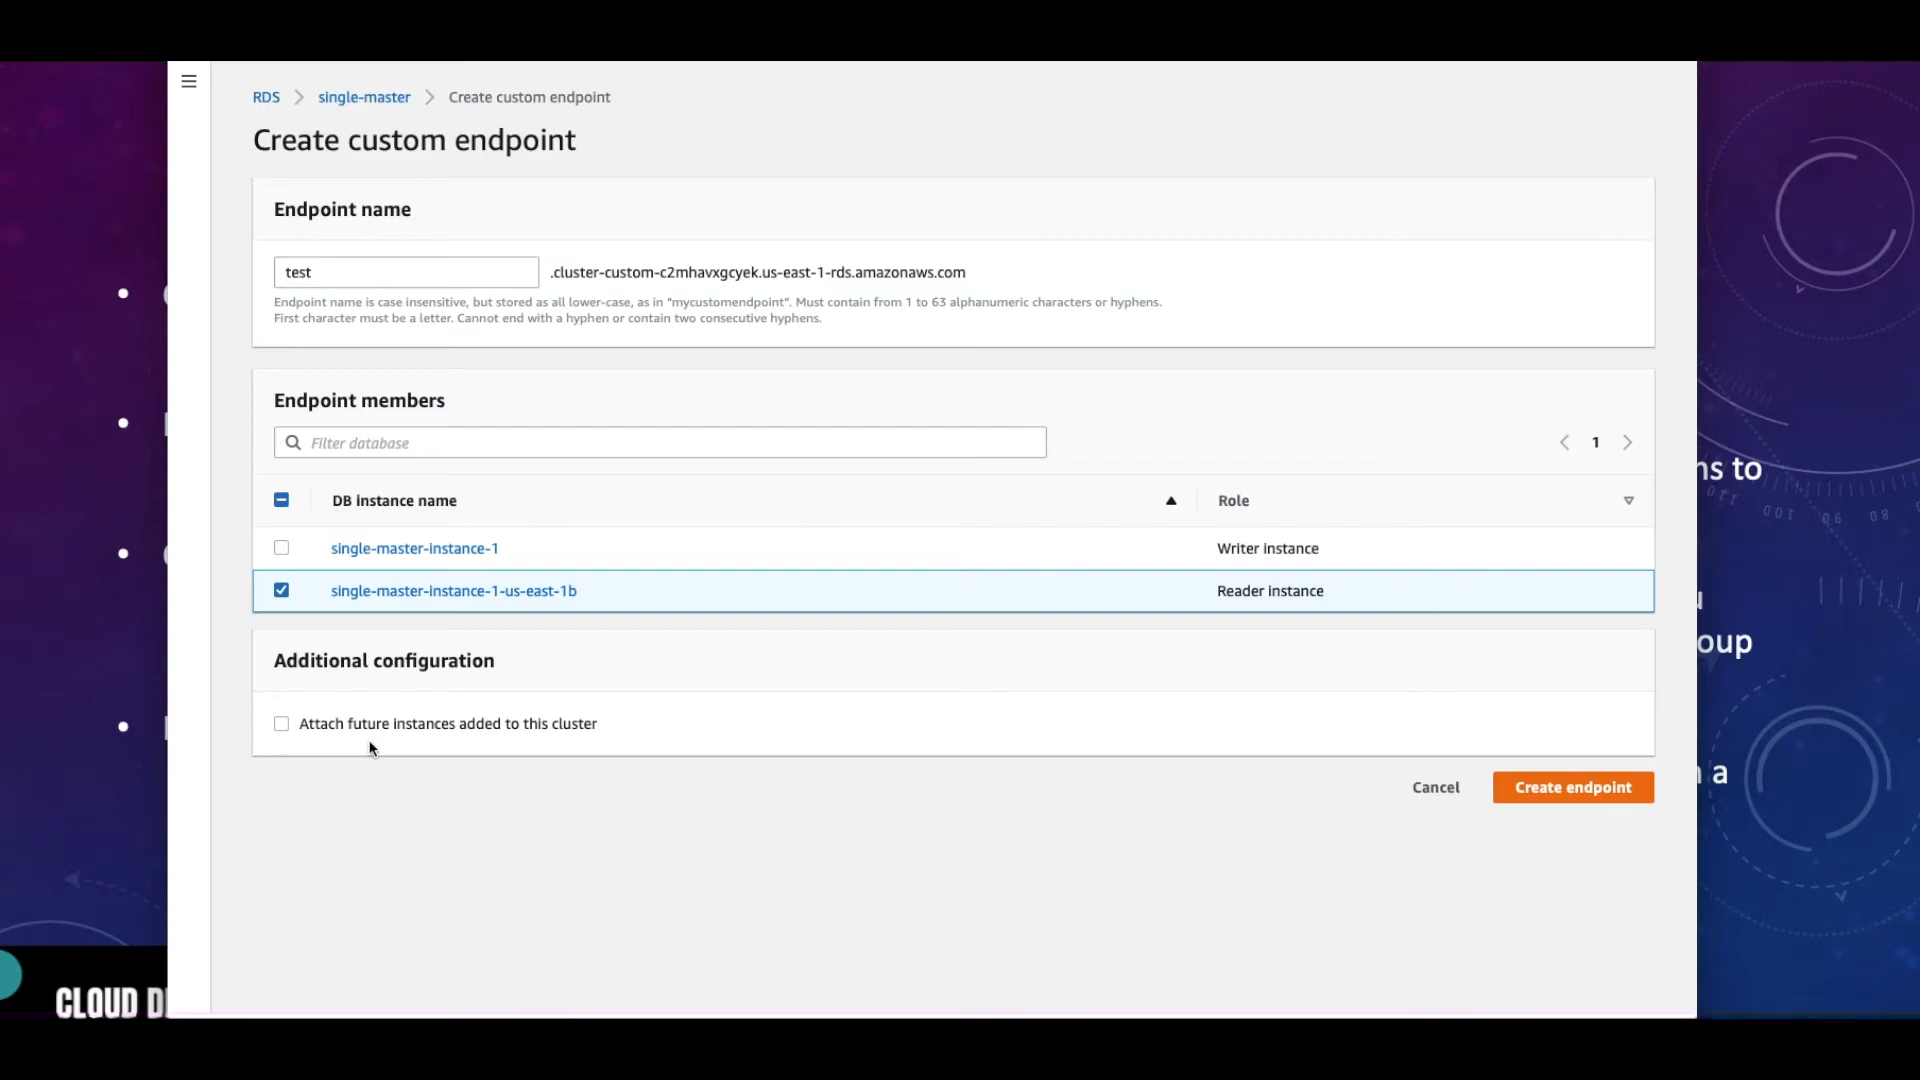 RDS > single-master > Create custom endpoint
Create custom endpoint
Endpoint name
test .cluster-custom-c2mhavxgcyek.us-east-1-rds.amazonaws.com
Endpoint name is case insensitive, but stored as all lower-case, as in "mycustomendpoint". Must contain from 1 to 63 alphanumeric characters or hyphens.
First character must be a letter. Cannot end with a hyphen or contain two consecutive hyphens.
Endpoint members
Filter database
1
DB instance name Role
single-master-instance-1 Writer instance
single-master-instance-1-us-east-1b Reader instance
Additional configuration
Attach future instances added to this cluster
Cancel Create endpoint
to
a
CLOUD